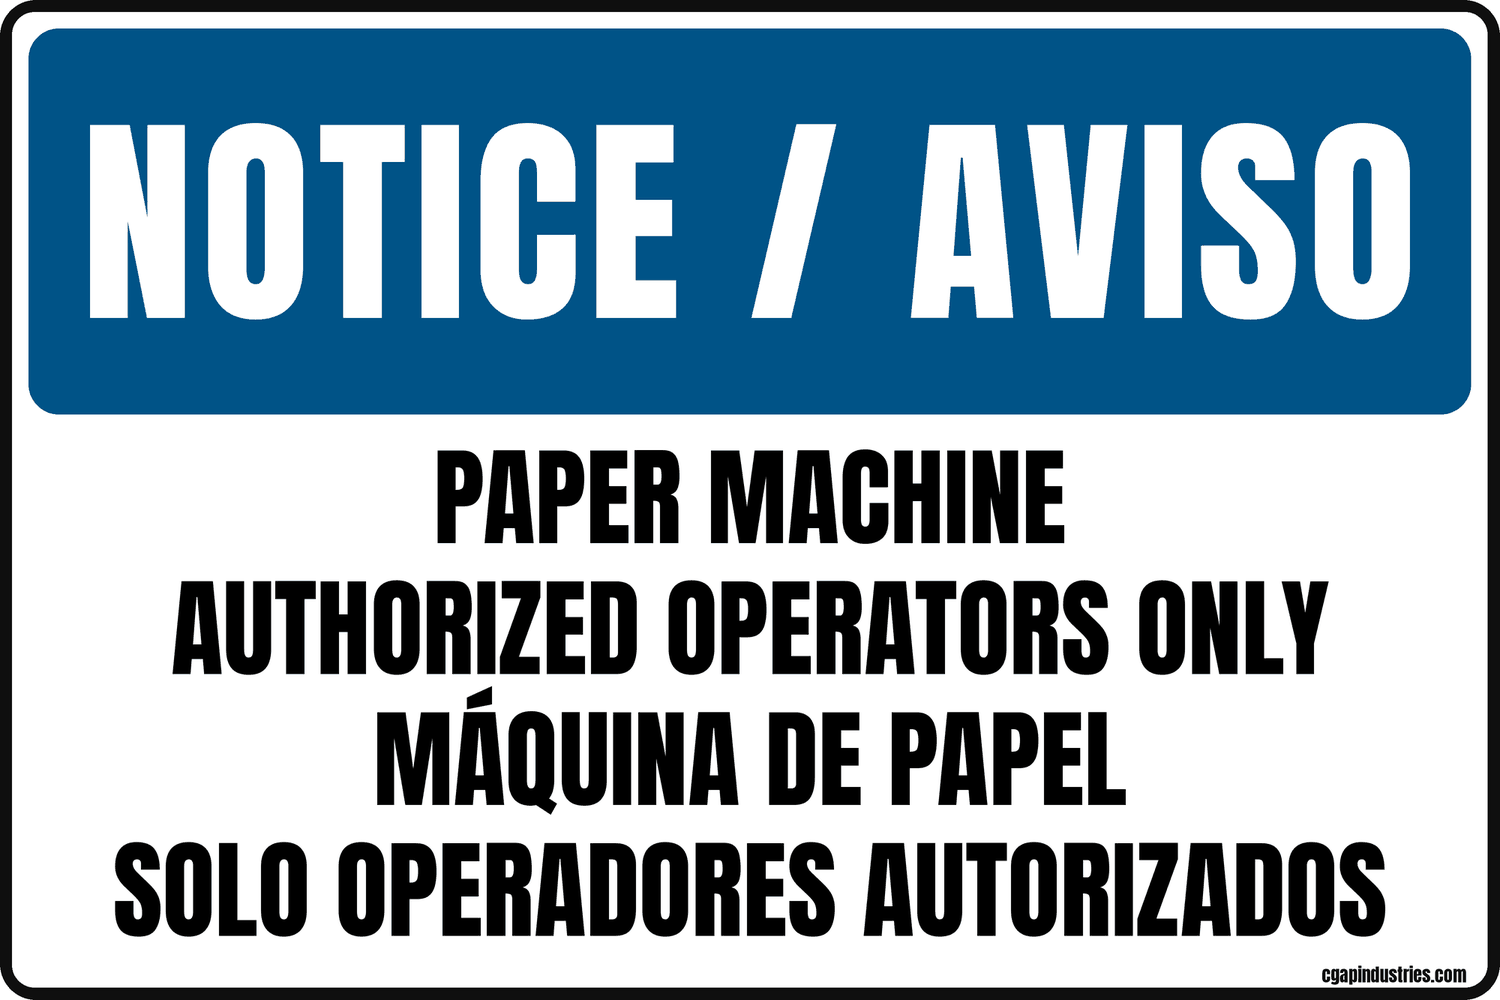 NOTICE / AVISO
PAPER MACHINE
AUTHORIZED OPERATORS ONLY
MÁQUINA DE PAPEL
SOLO OPERADORES AUTORIZADOS
cgapindustries.com